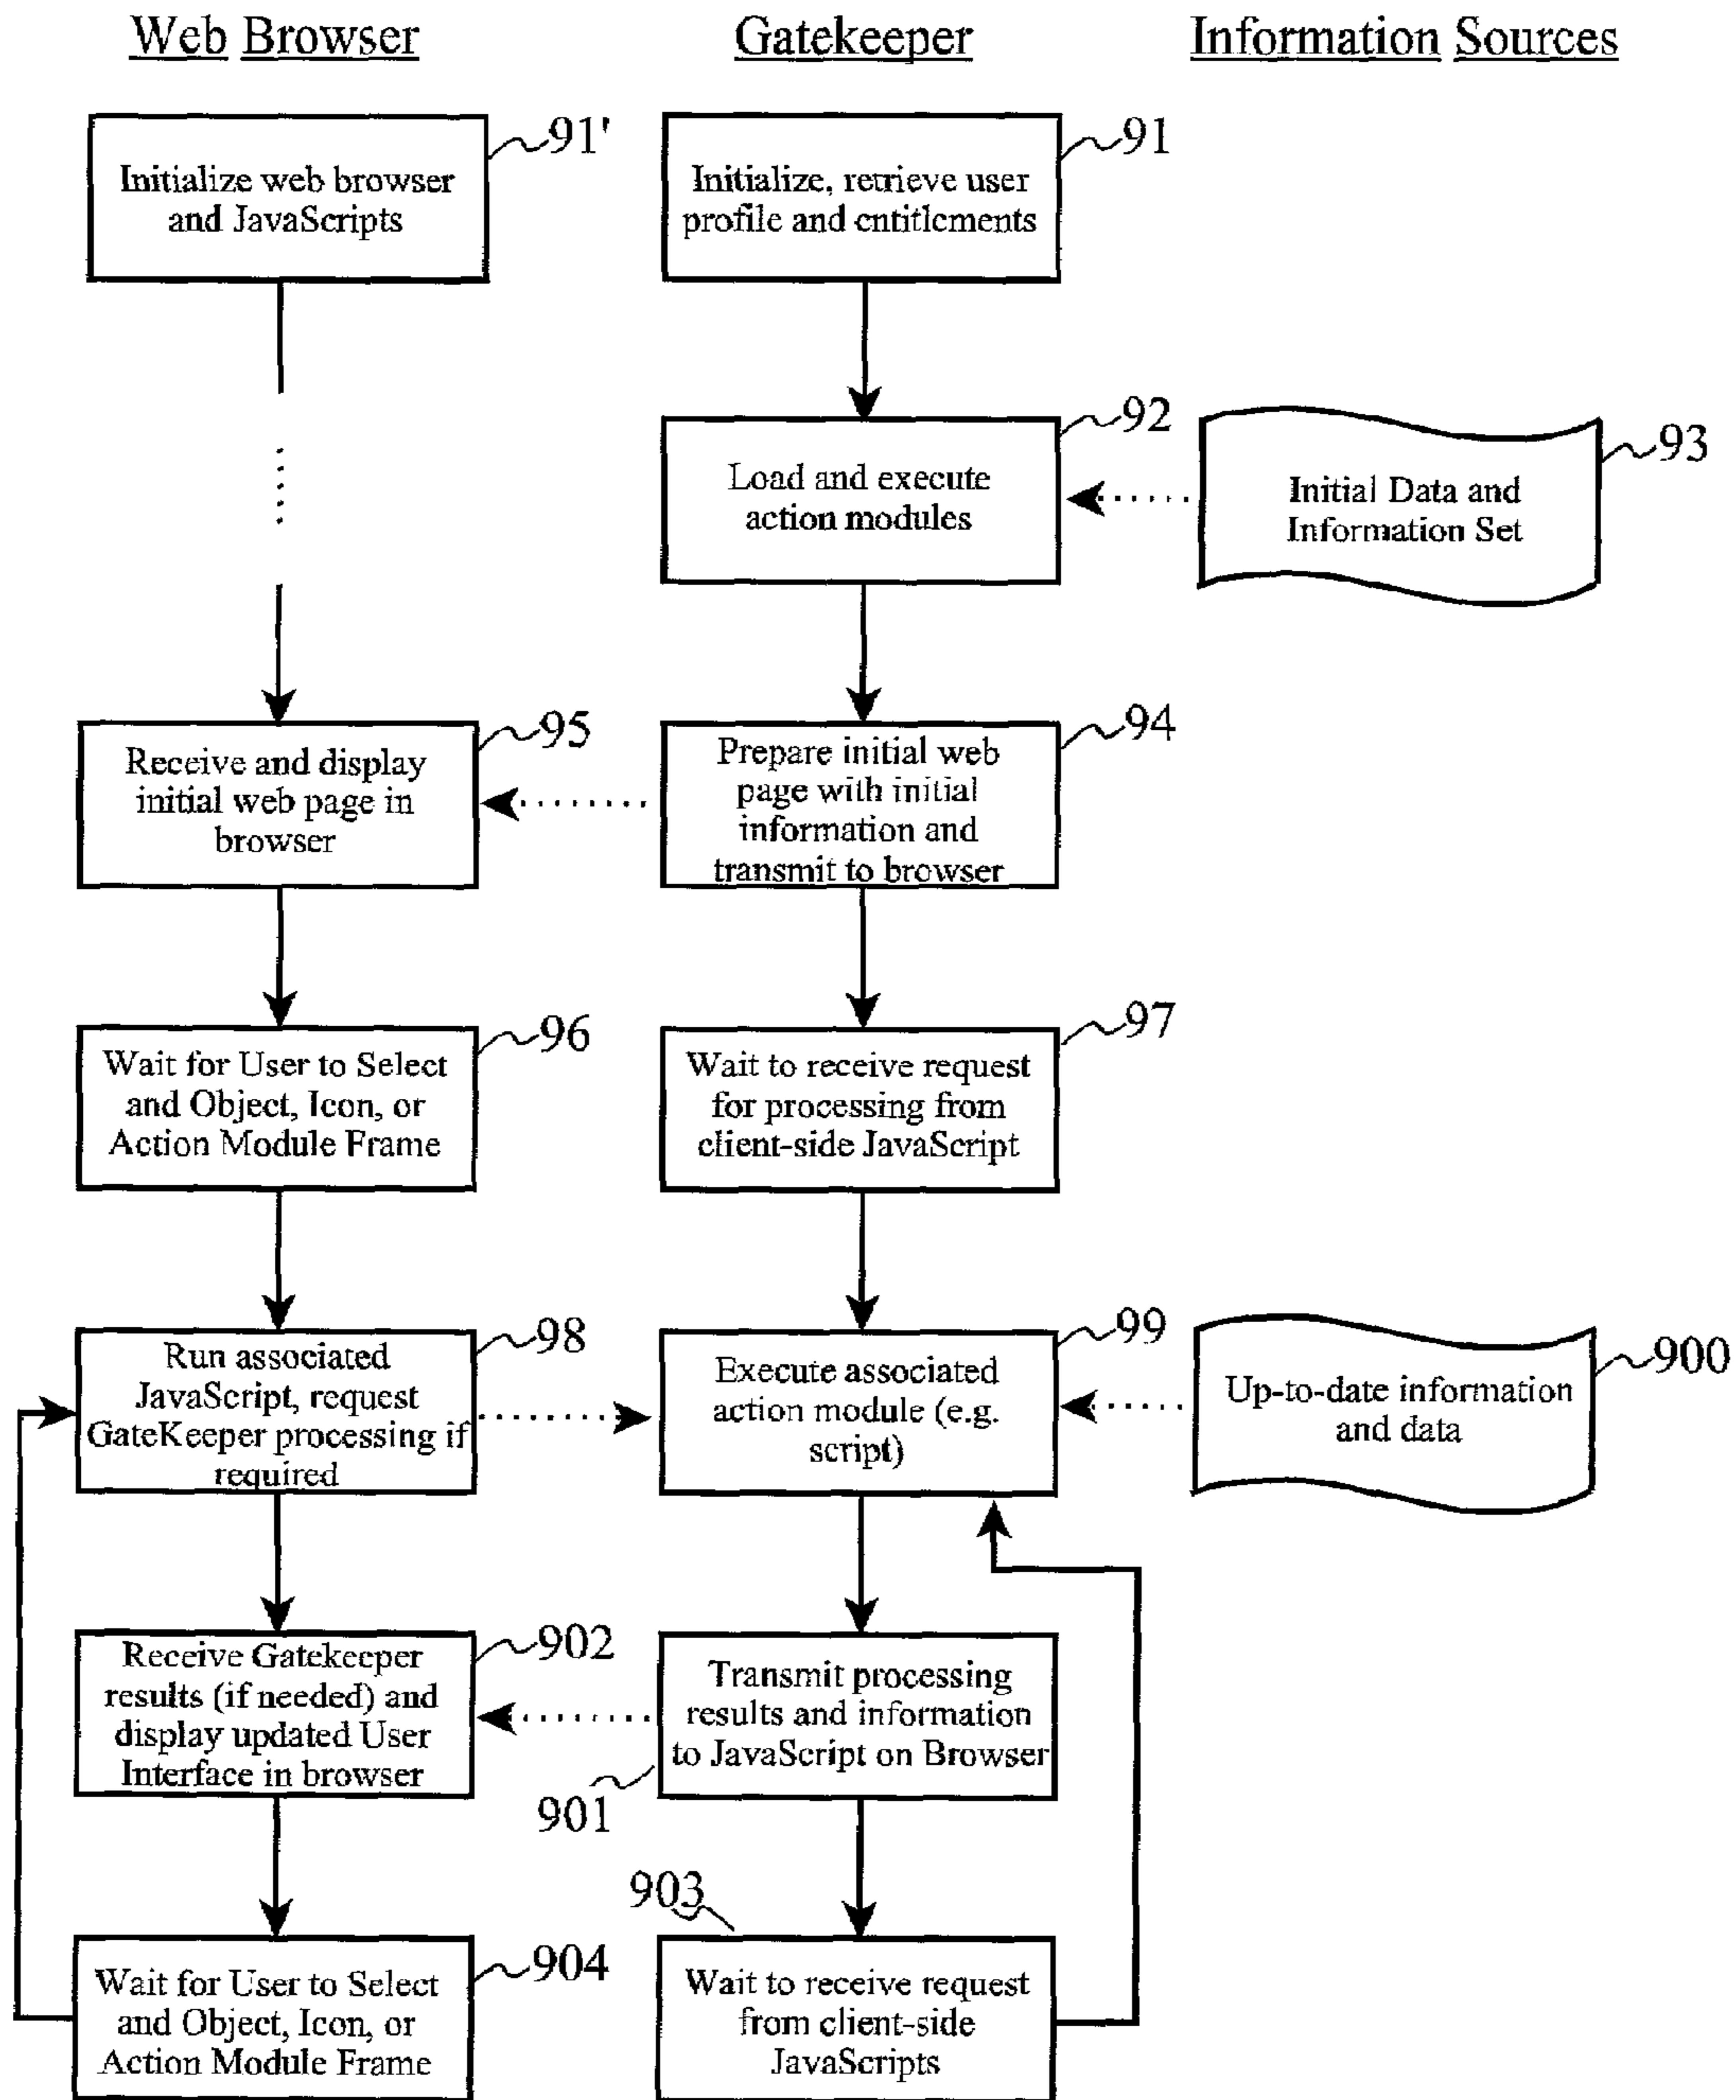 Web Browser
Gatekeeper
Information Sources
91'
Initialize web browser
and JavaScripts
91
Initialize, retrieve user
profile and entitlements
92
Load and execute
action modules
93
Initial Data and
Information Set
95
Receive and display
initial web page in
browser
94
Prepare initial web
page with initial
information and
transmit to browser
96
Wait for User to Select
and Object, Icon, or
Action Module Frame
97
Wait to receive request
for processing from
client-side JavaScript
98
Run associated
JavaScript, request
GateKeeper processing if
required
99
Execute associated
action module (e.g.
script)
900
Up-to-date information
and data
902
Receive Gatekeeper
results (if needed) and
display updated User
Interface in browser
Transmit processing
results and information
to JavaScript on Browser
901
904
Wait for User to Select
and Object, Icon, or
Action Module Frame
903
Wait to receive request
from client-side
JavaScripts